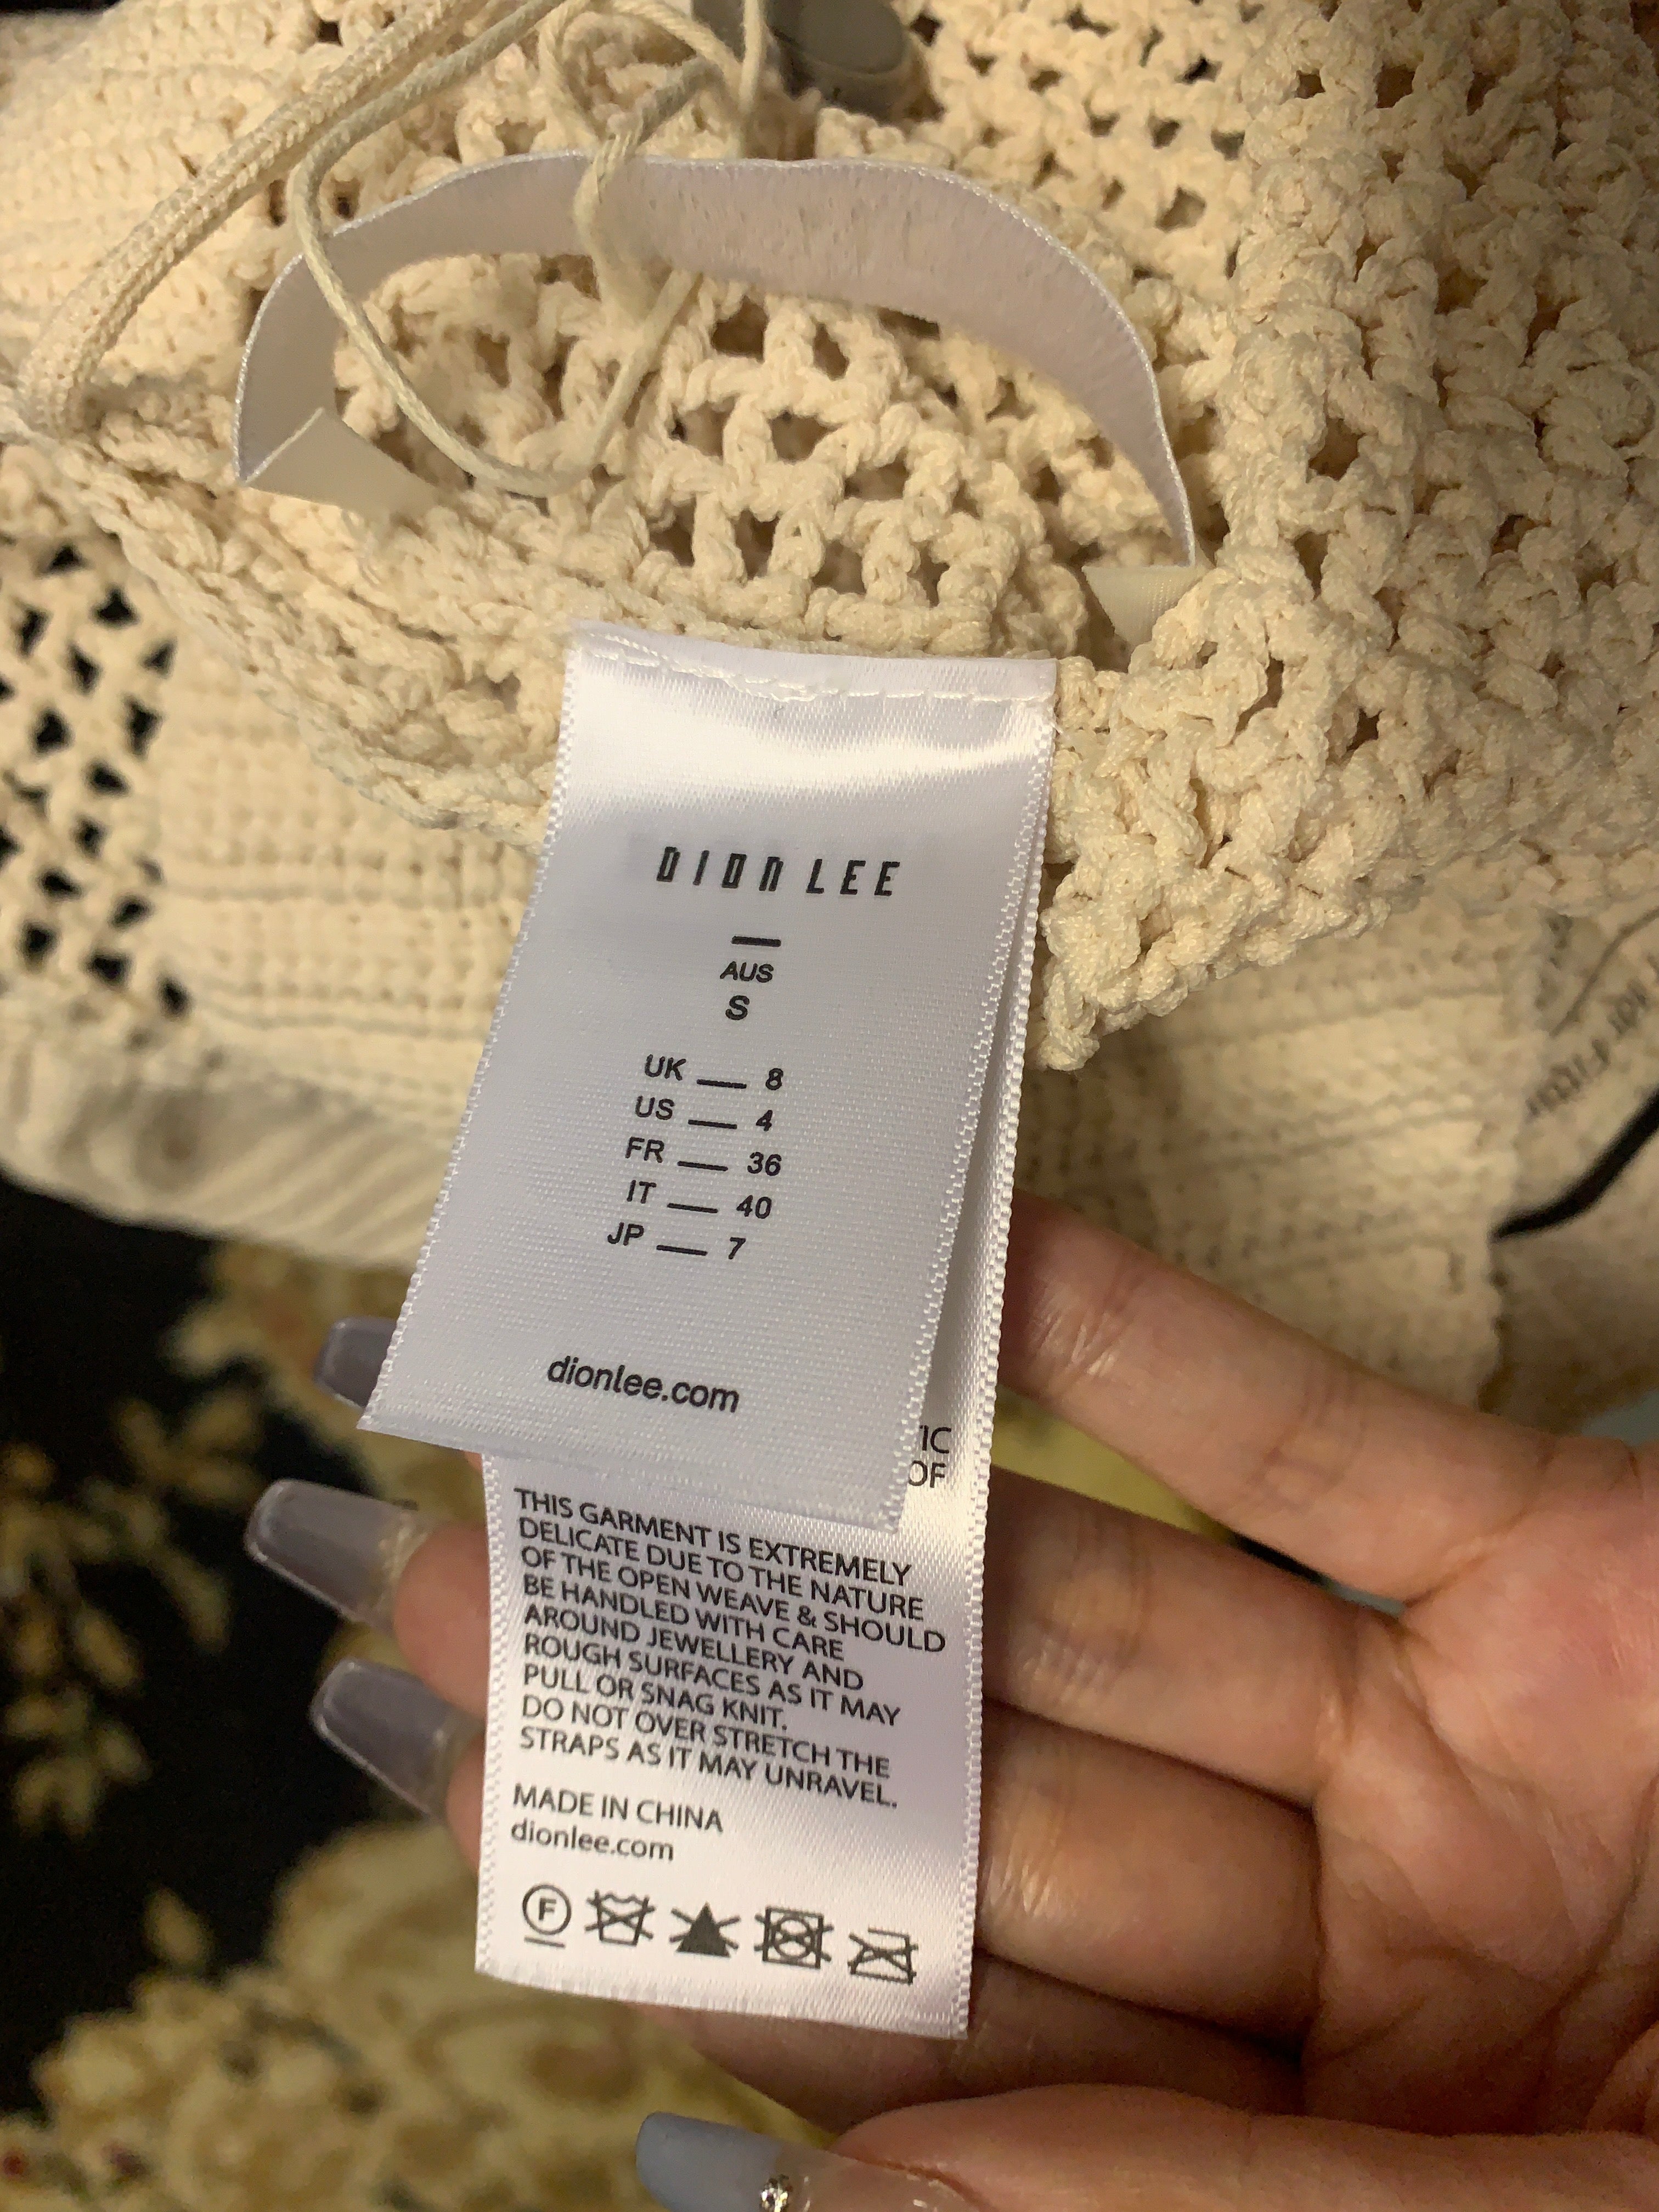 DION LEE
AUS
S
UK — 8
US — 4
FR — 36
IT — 40
JP — 7
dionlee.com
OF
THIS GARMENT IS EXTREMELY
DELICATE DUE TO THE NATURE
OF THE OPEN WEAVE & SHOULD
BE HANDLED WITH CARE
AROUND JEWELLERY AND
ROUGH SURFACES AS IT MAY
PULL OR SNAG KNIT.
DO NOT OVER STRETCH THE
STRAPS AS IT MAY UNRAVEL.
MADE IN CHINA
dionlee.com
F